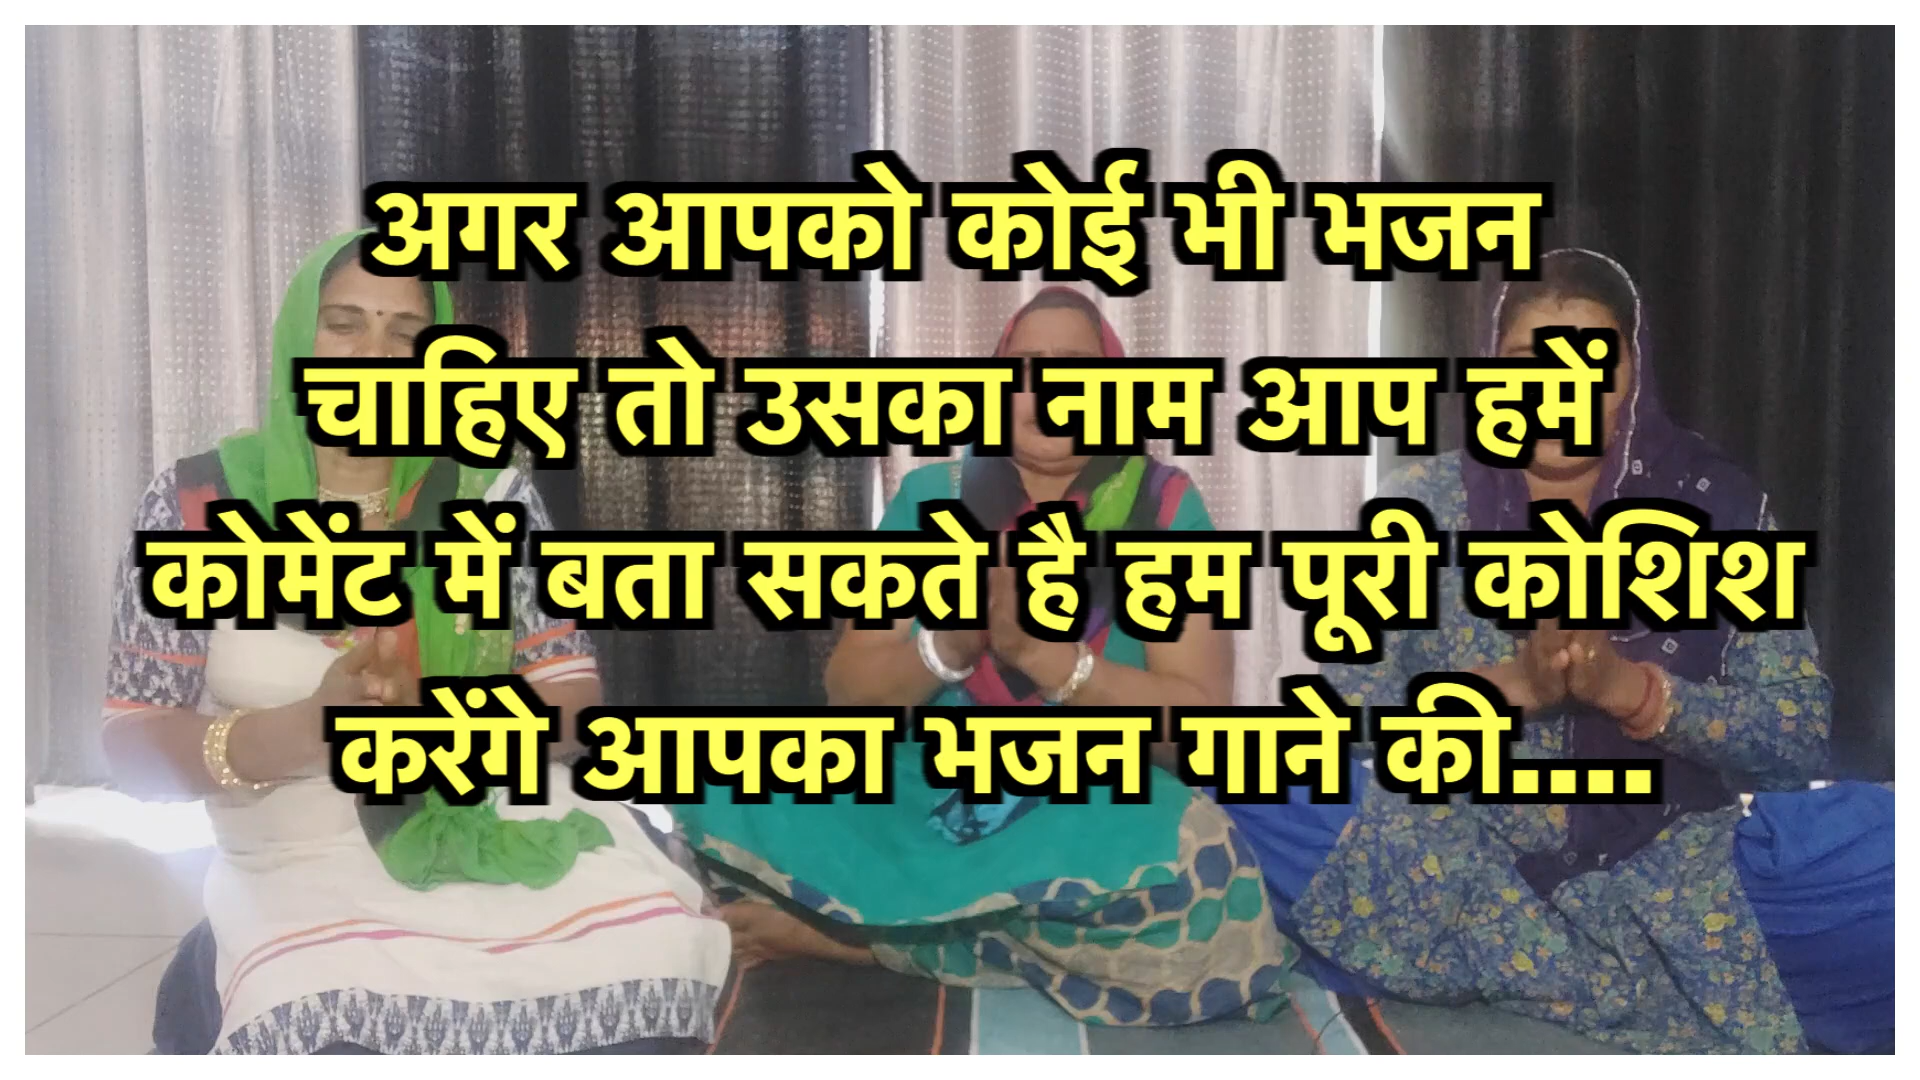 अगर आपको कोई भी भजन
चाहिए तो उसका नाम आप हमें
कोमेंट में बता सकते है हम पूरी कोशिश
करेंगे आपका भजन गाने की....